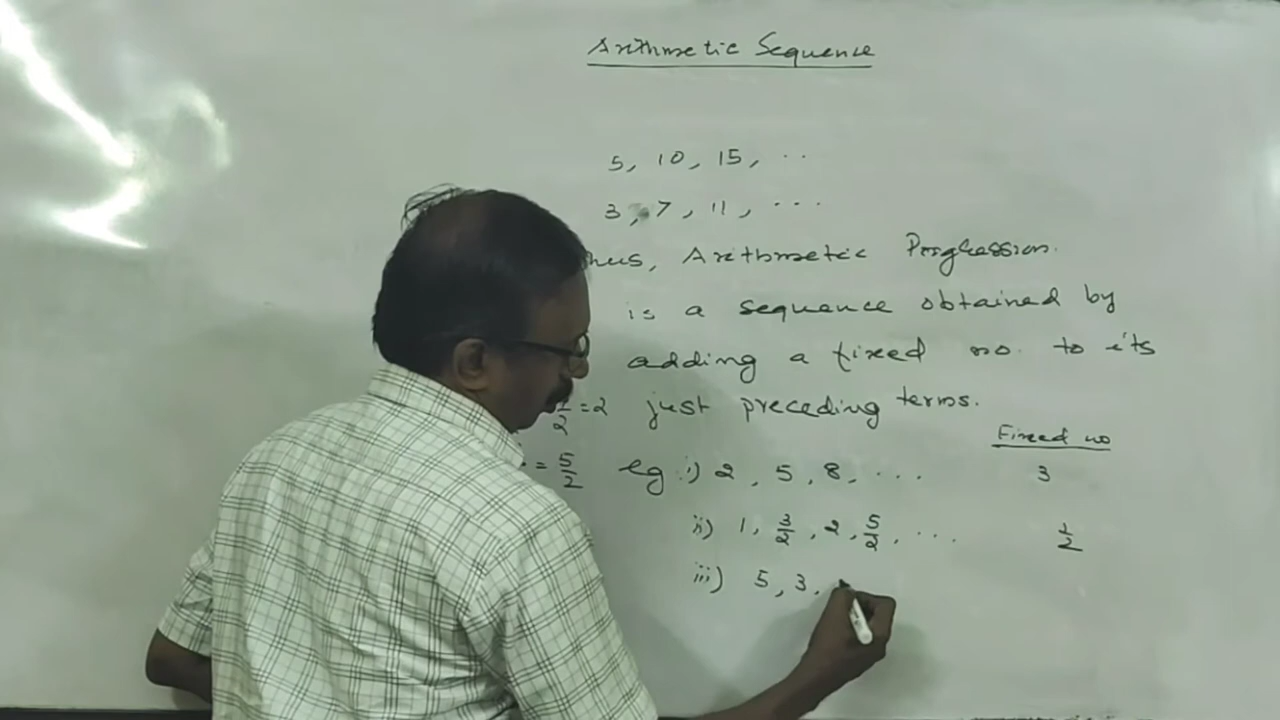 Arithmetic Sequence
5, 10, 15, ..
3, 7, 11, ...
Arithmetic Progression.
is a sequence obtained by
adding a fixed no. to its
just preceding terms.
=2
Fixed no
= 5/2
eg i) 2, 5, 8, ... 3
ii) 1, 3/2, 2, 5/2, ... 1/2
iii) 5, 3,